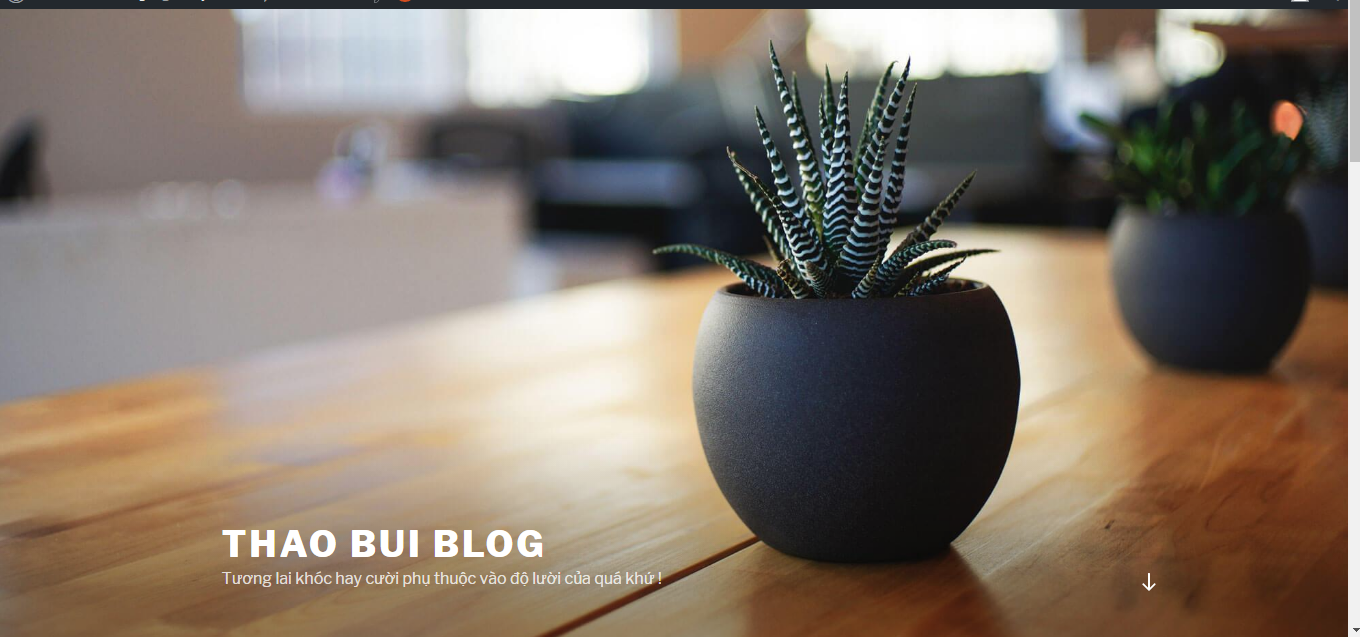 THAO BUI BLOG
Tương lai khóc hay cười phụ thuộc vào độ lười của quá khứ !